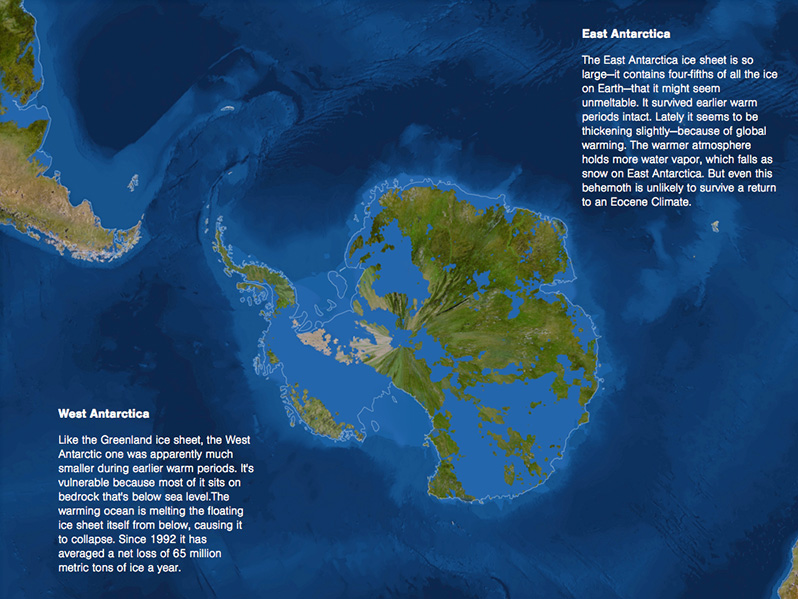 East Antarctica
The East Antarctica ice sheet is so
large—it contains four-fifths of all the ice
on Earth—that it might seem
unmeltable. It survived earlier warm
periods intact. Lately it seems to be
thickening slightly—because of global
warming. The warmer atmosphere
holds more water vapor, which falls as
snow on East Antarctica. But even this
behemoth is unlikely to survive a return
to an Eocene Climate.
West Antarctica
Like the Greenland ice sheet, the West
Antarctic one was apparently much
smaller during earlier warm periods. It's
vulnerable because most of it sits on
bedrock that's below sea level.The
warming ocean is melting the floating
ice sheet itself from below, causing it
to collapse. Since 1992 it has
averaged a net loss of 65 million
metric tons of ice a year.